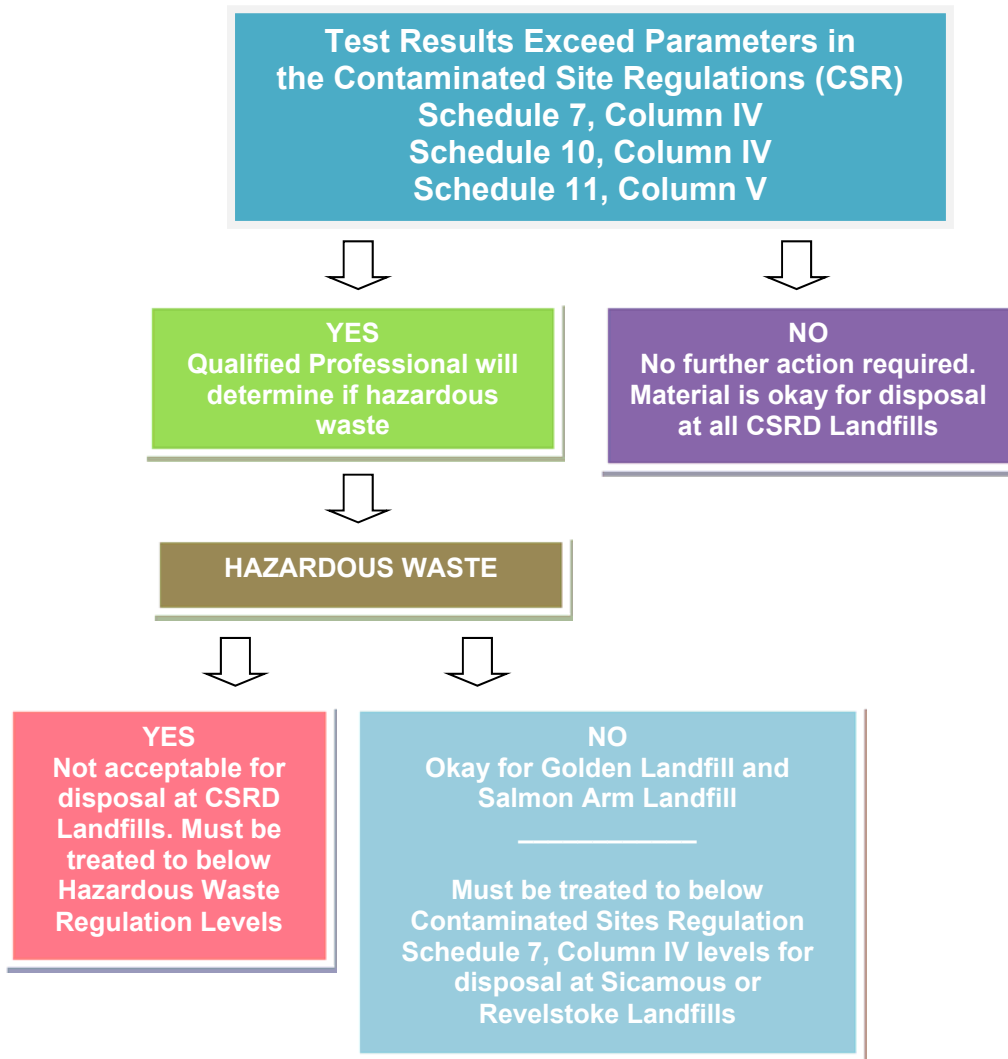 Test Results Exceed Parameters in
the Contaminated Site Regulations (CSR)
Schedule 7, Column IV
Schedule 10, Column IV
Schedule 11, Column V
YES
Qualified Professional will
determine if hazardous
waste
NO
No further action required.
Material is okay for disposal
at all CSRD Landfills
HAZARDOUS WASTE
YES
Not acceptable for
disposal at CSRD
Landfills. Must be
treated to below
Hazardous Waste
Regulation Levels
NO
Okay for Golden Landfill and
Salmon Arm Landfill
Must be treated to below
Contaminated Sites Regulation
Schedule 7, Column IV levels for
disposal at Sicamous or
Revelstoke Landfills